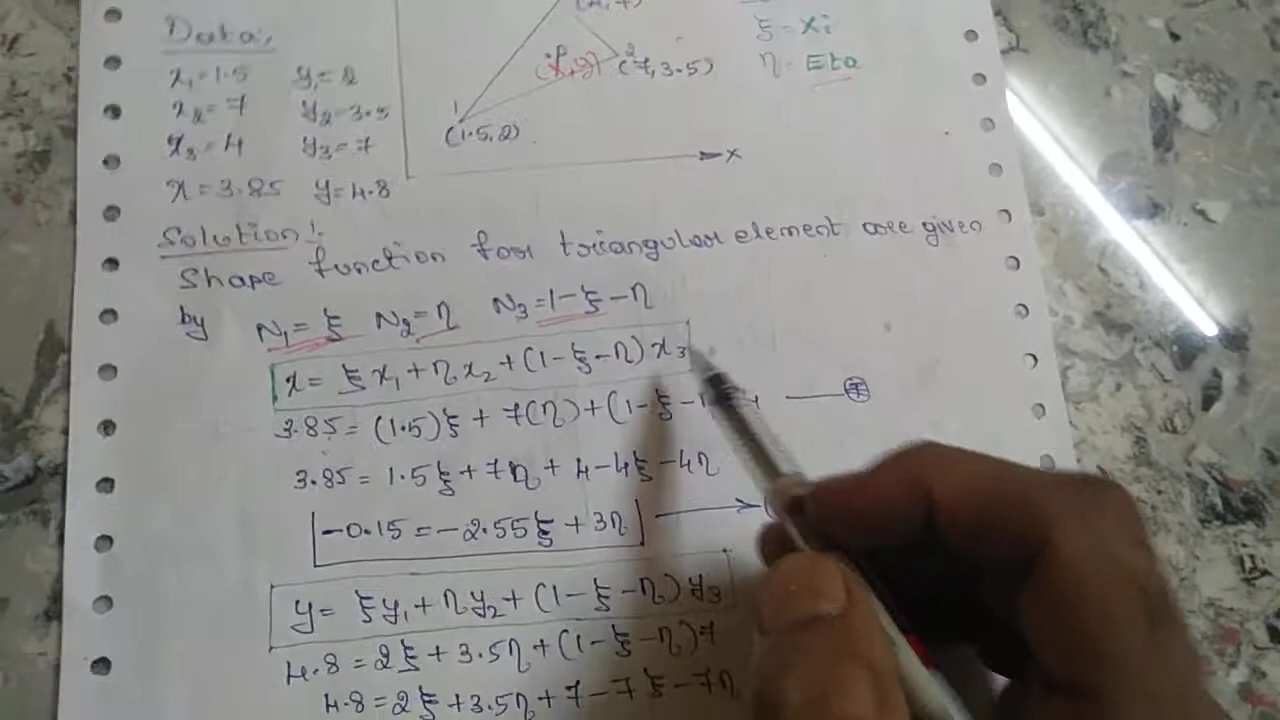 Data:
x₁=1.5 y₁=2
x₂=7 y₂=3.5
x₃=4 y₃=7
x=3.85 y=4.8
ξ=Xi
η=Eta
P
(x,y)
2
(7,3.5)
1
(1.5,2)
x
Solution:
Shape function for triangular element are given
by N₁=ξ N₂=η N₃=1-ξ-η
x= ξx₁+ηx₂+(1-ξ-η)x₃
3.85=(1.5)ξ+7(η)+(1-ξ-
3.85=1.5ξ+7η+4-4ξ-4η
-0.15=-2.55ξ+3η
y= ξy₁+ηy₂+(1-ξ-η)y₃
4.8=2ξ+3.5η+(1-ξ-η)7
4.8=2ξ+3.5η+7-7ξ-7η